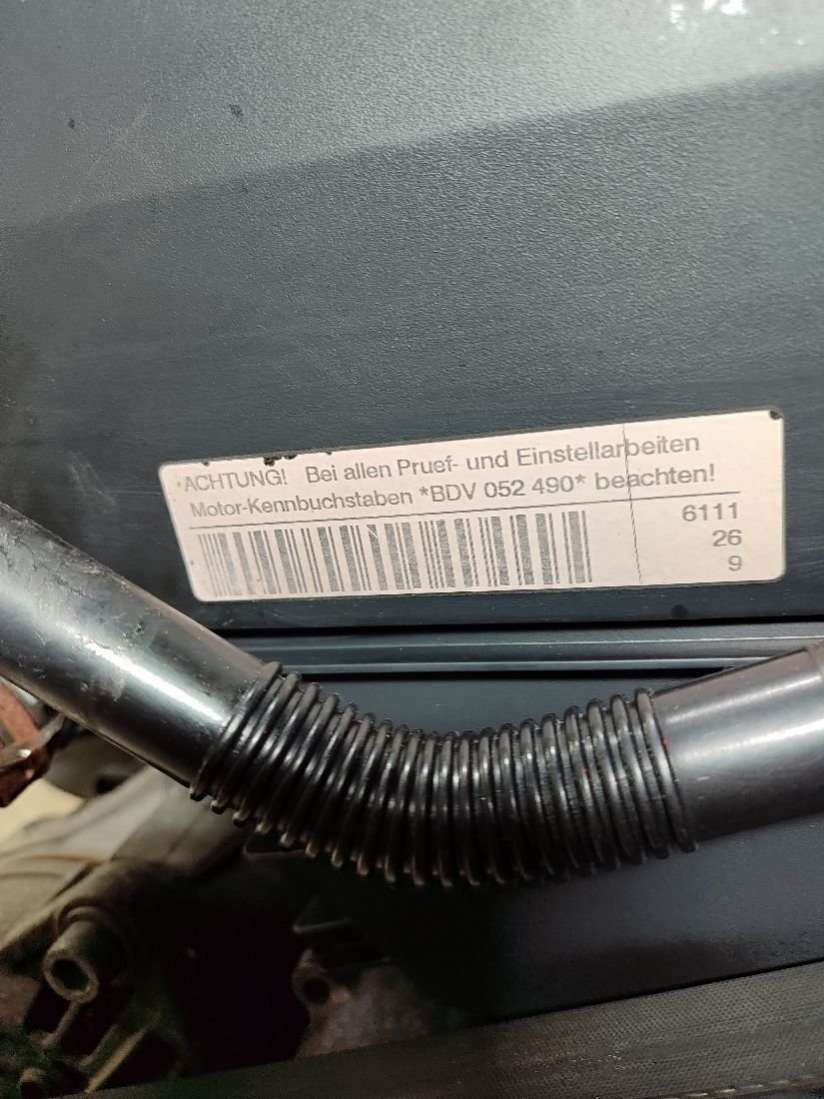 ACHTUNG! Bei allen Pruef- und Einstellarbeiten
Motor-Kennbuchstaben *BDV 052 490* beachten!
6111
26
9